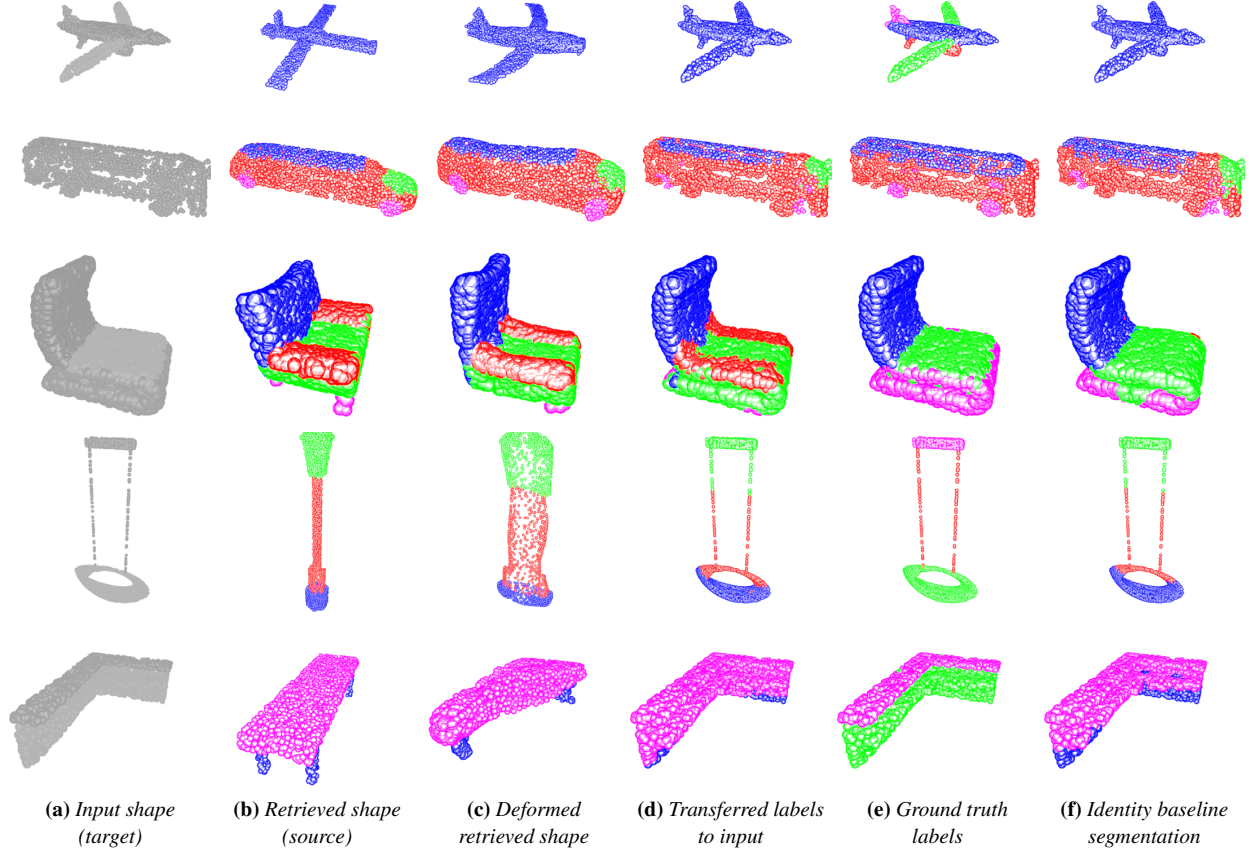 (a) Input shape (target)
(b) Retrieved shape (source)
(c) Deformed retrieved shape
(d) Transferred labels to input
(e) Ground truth labels
(f) Identity baseline segmentation